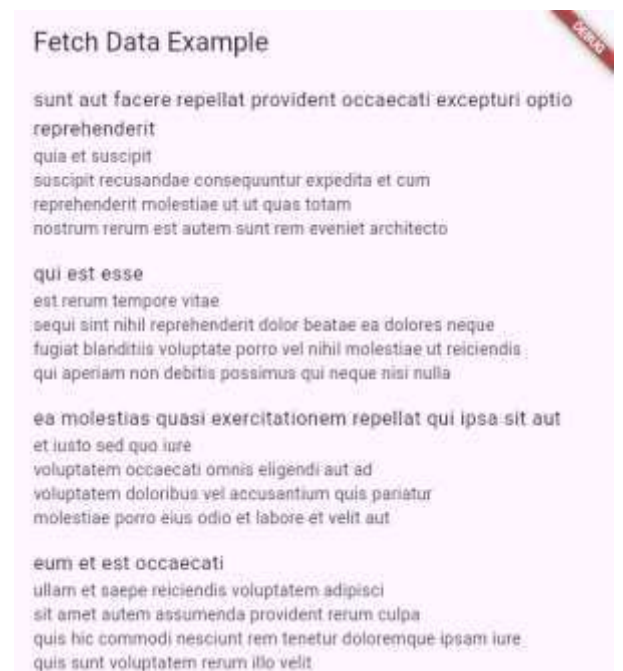 Fetch Data Example
DEBUG
sunt aut facere repellat provident occaecati excepturi optio
reprehenderit
quia et suscipit
suscipit recusandae consequuntur expedita et cum
reprehenderit molestiae ut ut quas totam
nostrum rerum est autem sunt rem eveniet architecto
qui est esse
est rerum tempore vitae
sequi sint nihil reprehenderit dolor beatae ea dolores neque
fugiat blanditiis voluptate porro vel nihil molestiae ut reiciendis
qui aperiam non debitis possimus qui neque nisi nulla
ea molestias quasi exercitationem repellat qui ipsa sit aut
et iusto sed quo iure
voluptatem occaecati omnis eligendi aut ad
voluptatem doloribus vel accusantium quis pariatur
molestiae porro eius odio et labore et velit aut
eum et est occaecati
ullam et saepe reiciendis voluptatem adipisci
sit amet autem assumenda provident rerum culpa
quis hic commodi nesciunt rem tenetur doloremque ipsam iure
quis sunt voluptatem rerum illo velit